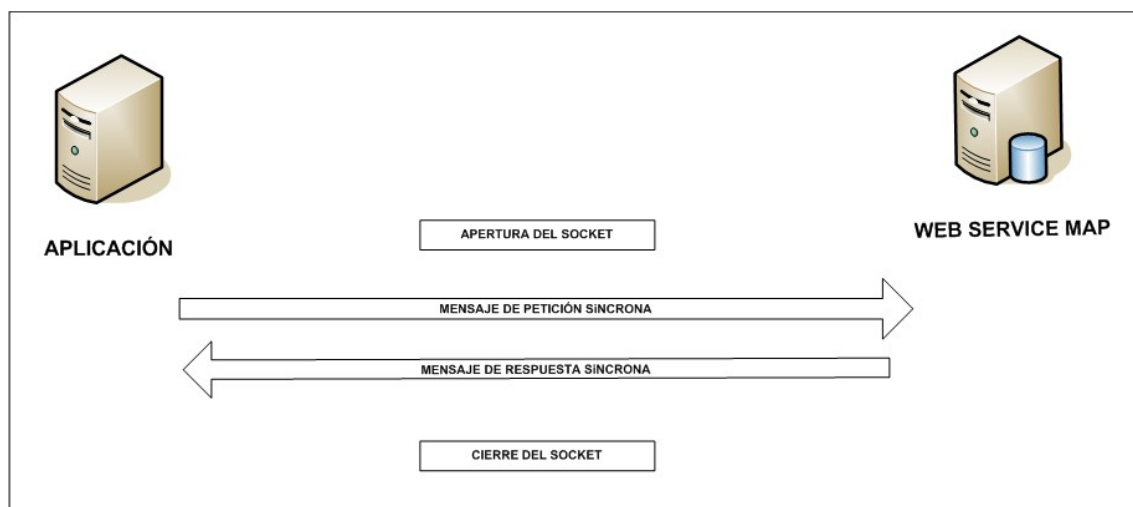 APLICACIÓN
WEB SERVICE MAP
APERTURA DEL SOCKET
MENSAJE DE PETICIÓN SíNCRONA
MENSAJE DE RESPUESTA SíNCRONA
CIERRE DEL SOCKET